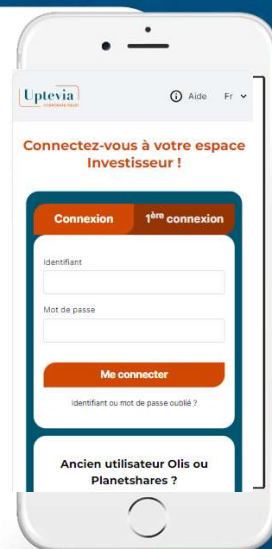 Uptevia
Aide Fr
Connectez-vous à votre espace
Investisseur !
Connexion 1ère connexion
Identifiant
Mot de passe
Me connecter
Identifiant ou mot de passe oublié ?
Ancien utilisateur Olis ou
Planetshares ?